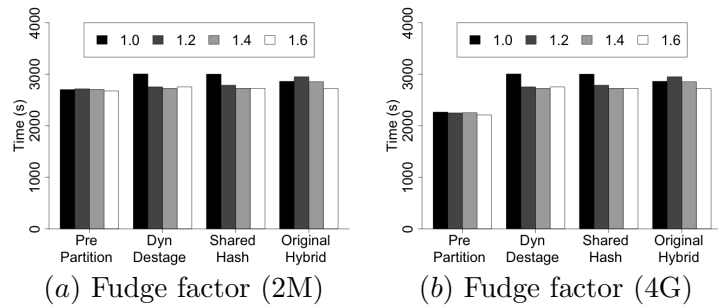 1.0 1.2 1.4 1.6
Time (s)
0 1000 2000 3000 4000
Pre Partition
Dyn Destage
Shared Hash
Original Hybrid
(a) Fudge factor (2M)
1.0 1.2 1.4 1.6
Time (s)
0 1000 2000 3000 4000
Pre Partition
Dyn Destage
Shared Hash
Original Hybrid
(b) Fudge factor (4G)